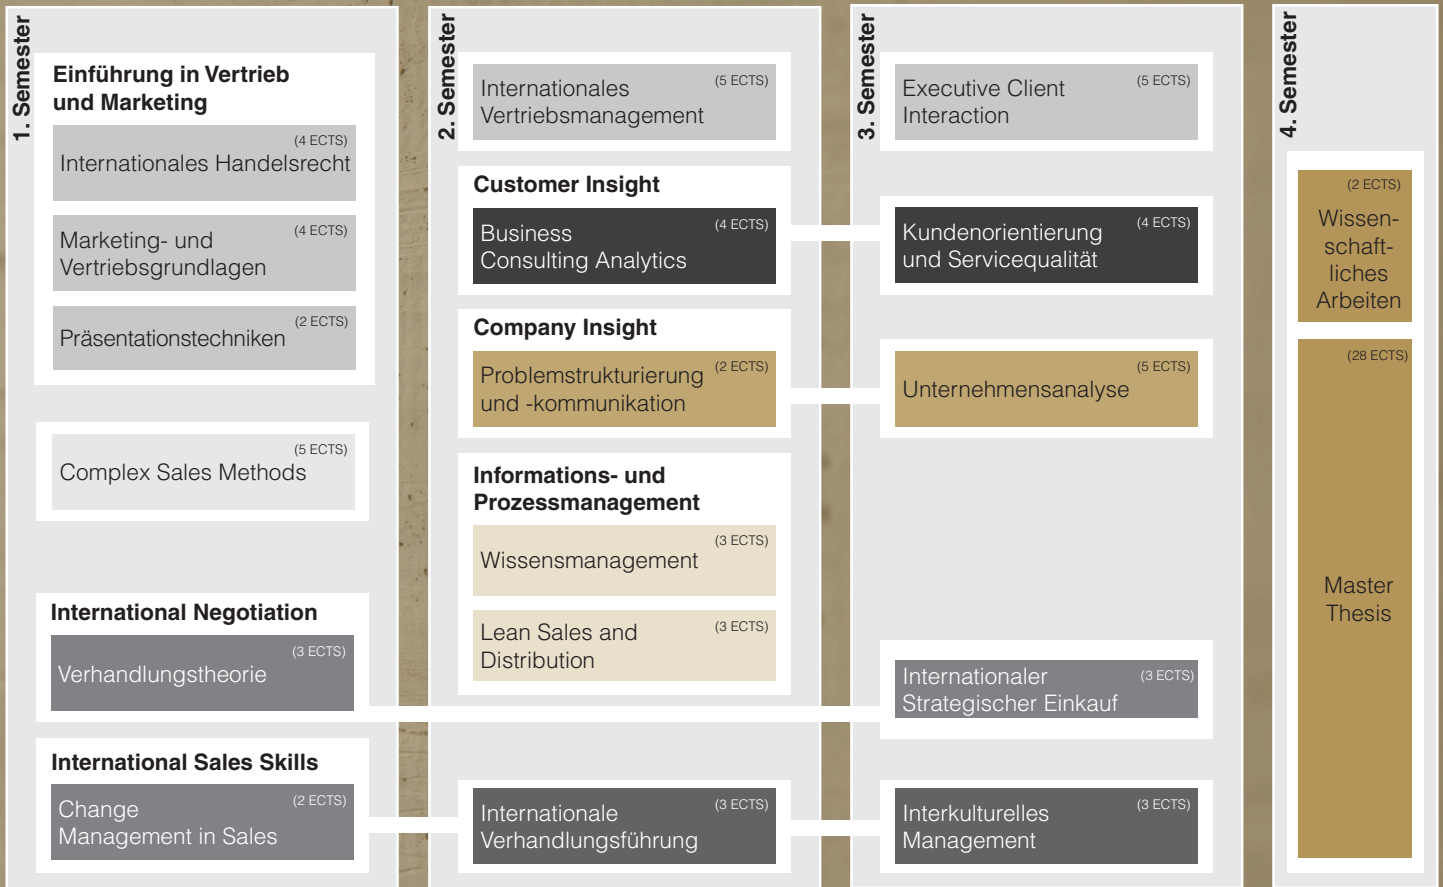 1. Semester
Einführung in Vertrieb
und Marketing
(4 ECTS)
Internationales Handelsrecht
(4 ECTS)
Marketing- und
Vertriebsgrundlagen
(2 ECTS)
Präsentationstechniken
(5 ECTS)
Complex Sales Methods
International Negotiation
(3 ECTS)
Verhandlungstheorie
International Sales Skills
(2 ECTS)
Change
Management in Sales
2. Semester
(5 ECTS)
Internationales
Vertriebsmanagement
Customer Insight
(4 ECTS)
Business
Consulting Analytics
Company Insight
(2 ECTS)
Problemstrukturierung
und -kommunikation
Informations- und
Prozessmanagement
(3 ECTS)
Wissensmanagement
(3 ECTS)
Lean Sales and
Distribution
(3 ECTS)
Internationale
Verhandlungsführung
3. Semester
(5 ECTS)
Executive Client
Interaction
(4 ECTS)
Kundenorientierung
und Servicequalität
(5 ECTS)
Unternehmensanalyse
(3 ECTS)
Internationaler
Strategischer Einkauf
(3 ECTS)
Interkulturelles
Management
4. Semester
(2 ECTS)
Wissen-
schaft-
liches
Arbeiten
(28 ECTS)
Master
Thesis